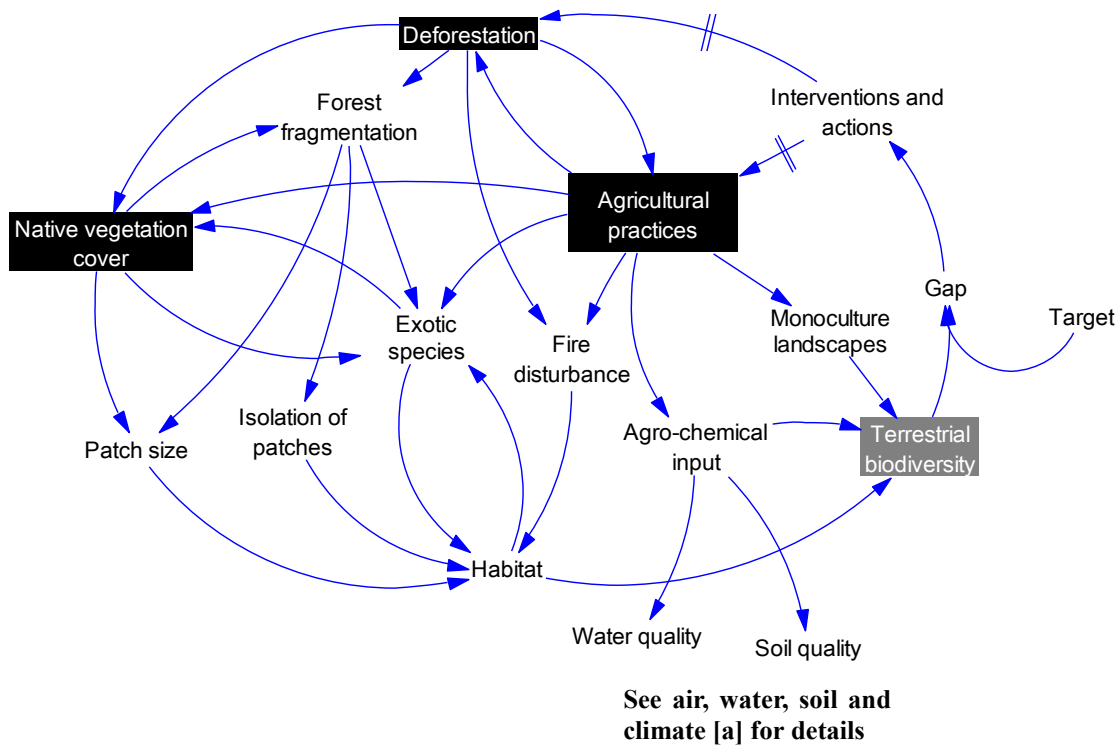 Deforestation
Interventions and
actions
Forest
fragmentation
Agricultural
practices
Native vegetation
cover
Gap
Target
Exotic
species
Fire
disturbance
Monoculture
landscapes
Isolation of
patches
Patch size
Agro-chemical
input
Terrestrial
biodiversity
Habitat
Water quality
Soil quality
See air, water, soil and
climate [a] for details